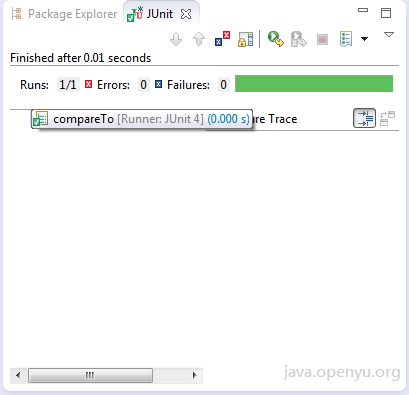 Package Explorer JUnit
Finished after 0.01 seconds
Runs: 1/1 Errors: 0 Failures: 0
compareTo [Runner: JUnit 4] (0.000 s)
re Trace
java.openyu.org